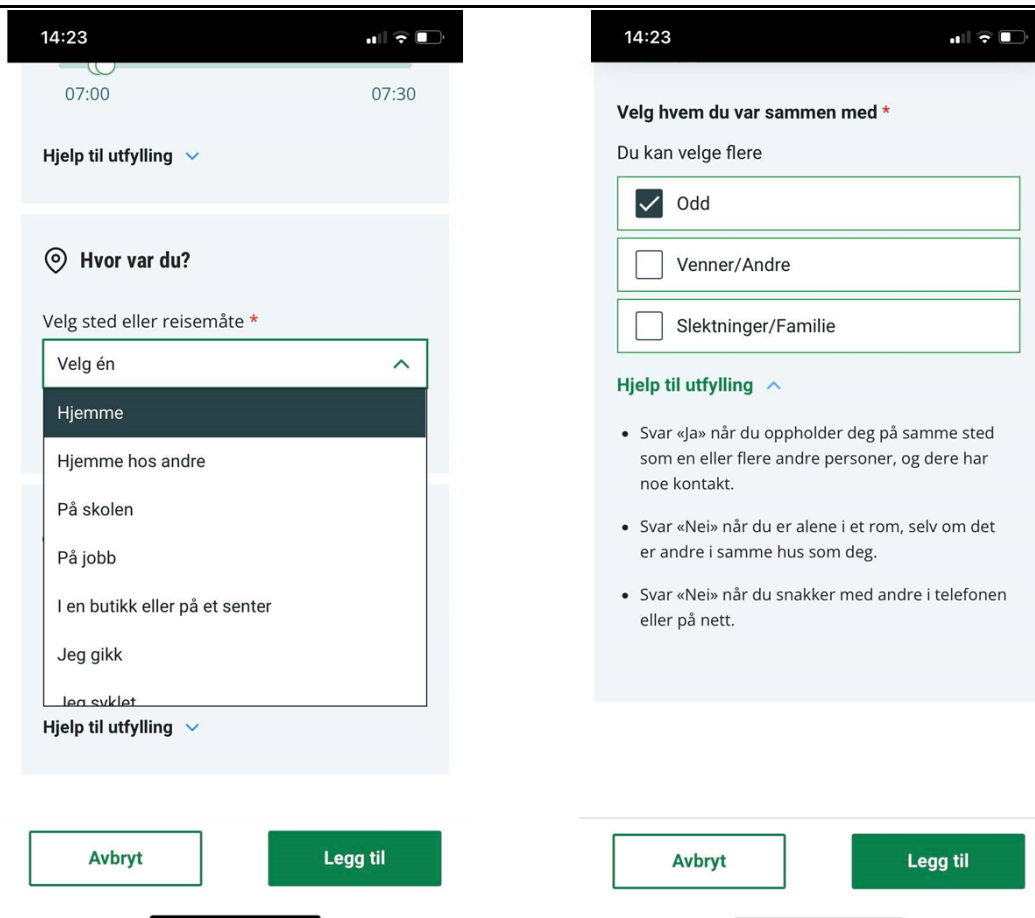 14:23
07:00
07:30
Hjelp til utfylling
Hvor var du?
Velg sted eller reisemåte *
Velg én
Hjemme
Hjemme hos andre
På skolen
På jobb
I en butikk eller på et senter
Jeg gikk
Jeg syklet
Hjelp til utfylling
Avbryt
Legg til
14:23
Velg hvem du var sammen med *
Du kan velge flere
Odd
Venner/Andre
Slektninger/Familie
Hjelp til utfylling
• Svar «Ja» når du oppholder deg på samme sted
som en eller flere andre personer, og dere har
noe kontakt.
• Svar «Nei» når du er alene i et rom, selv om det
er andre i samme hus som deg.
• Svar «Nei» når du snakker med andre i telefonen
eller på nett.
Avbryt
Legg til